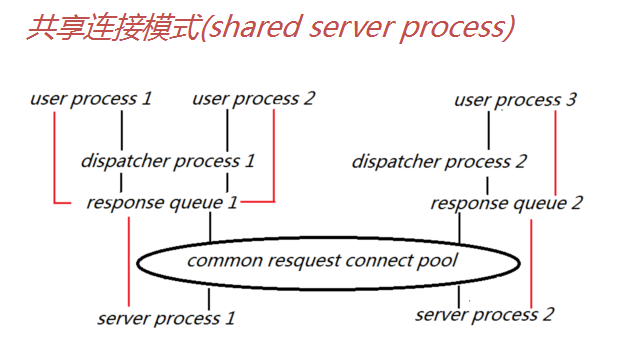 共享连接模式(shared server process)
user process 1 user process 2 user process 3
dispatcher process 1 dispatcher process 2
response queue 1 response queue 2
common resquest connect pool
server process 1 server process 2